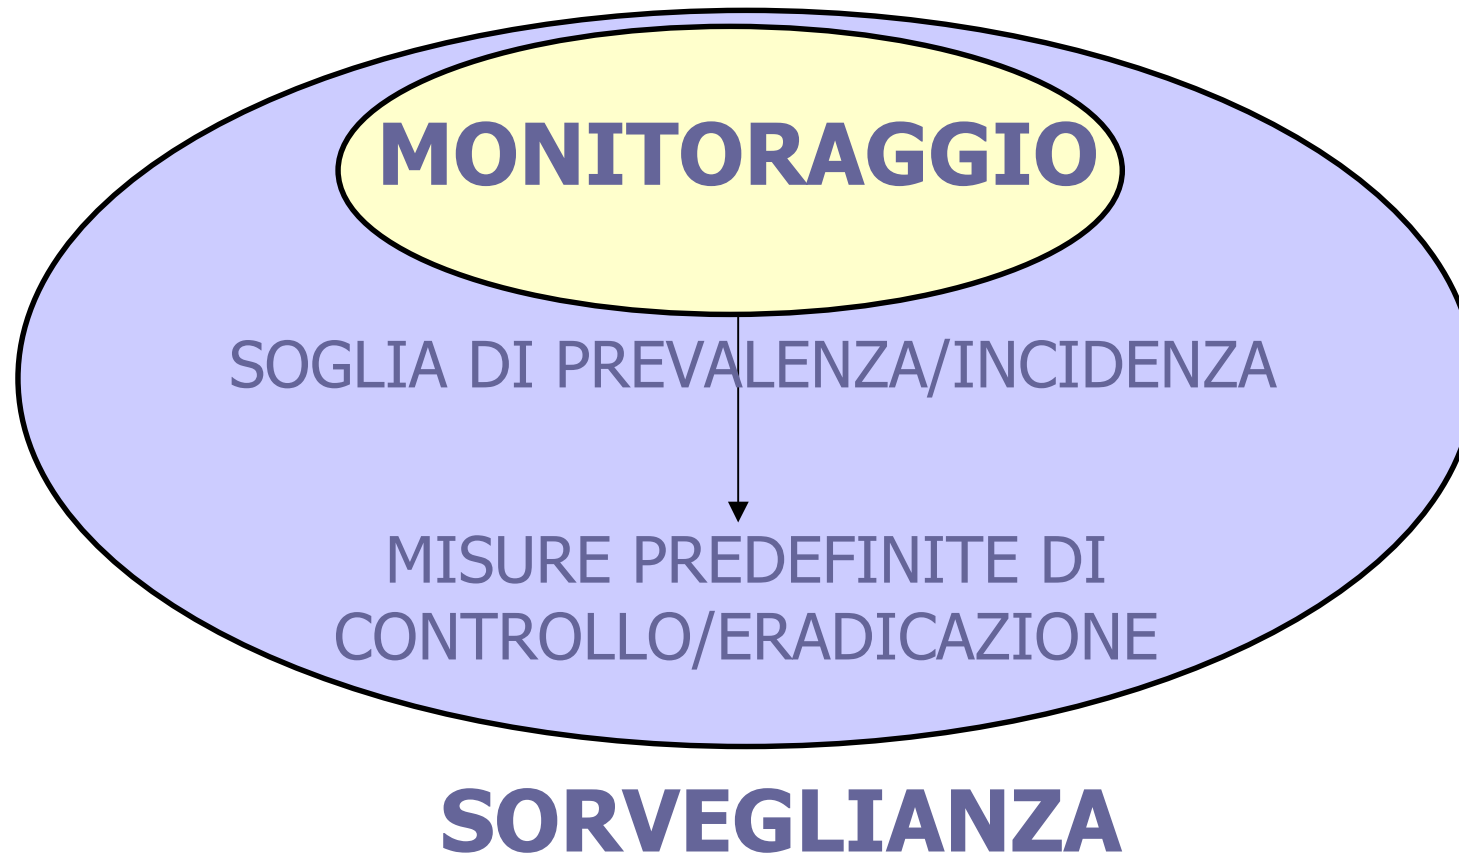 MONITORAGGIO
SOGLIA DI PREVALENZA/INCIDENZA
MISURE PREDEFINITE DI
CONTROLLO/ERADICAZIONE
SORVEGLIANZA